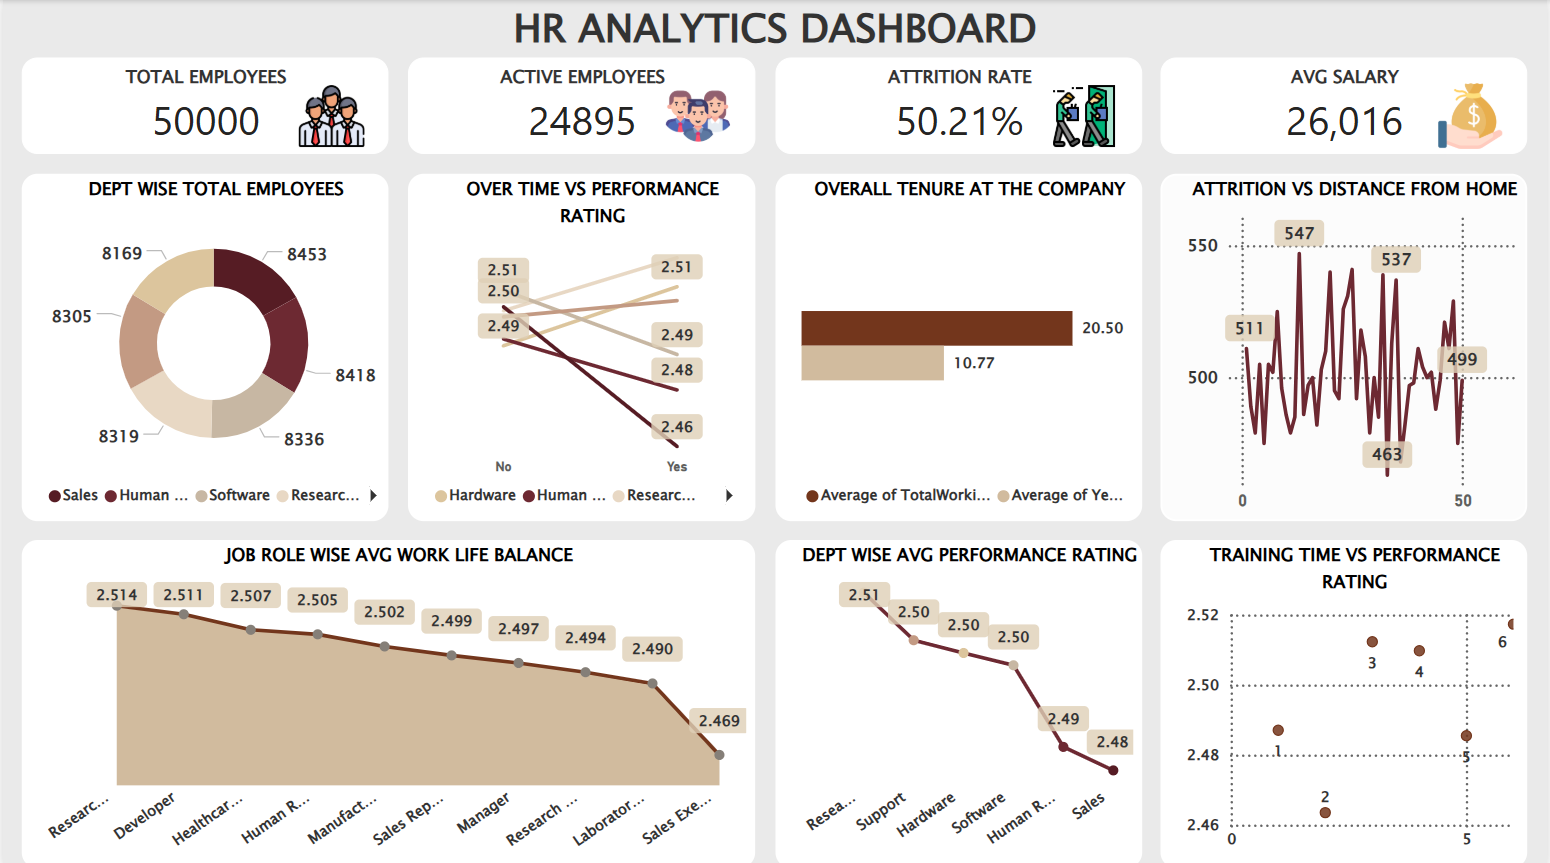 HR ANALYTICS DASHBOARD
TOTAL EMPLOYEES
50000
ACTIVE EMPLOYEES
24895
ATTRITION RATE
50.21%
AVG SALARY
26,016
$
DEPT WISE TOTAL EMPLOYEES
8169
8453
8305
8418
8319
8336
Sales Human ... Software Researc...
OVER TIME VS PERFORMANCE
RATING
2.51
2.50
2.49
2.51
2.49
2.48
2.46
No Yes
Hardware Human ... Researc...
OVERALL TENURE AT THE COMPANY
20.50
10.77
Average of TotalWorki... Average of Ye...
ATTRITION VS DISTANCE FROM HOME
550
500
547
537
511
499
463
0 50
JOB ROLE WISE AVG WORK LIFE BALANCE
2.514 2.511 2.507 2.505 2.502 2.499 2.497 2.494 2.490 2.469
Researc... Developer Healthcar... Human R... Manufact... Sales Rep... Manager Research ... Laborator... Sales Exe...
DEPT WISE AVG PERFORMANCE RATING
2.51 2.50 2.50 2.50 2.49 2.48
Resea... Support Hardware Software Human R... Sales
TRAINING TIME VS PERFORMANCE
RATING
2.52
2.50
2.48
2.46
1
2
3
4
5
6
0 5